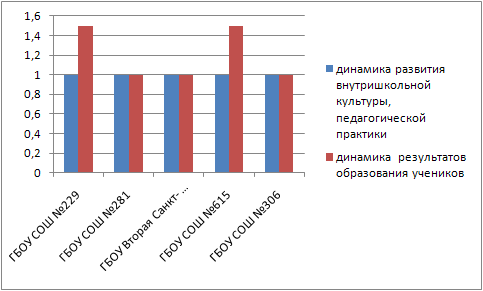 1,6
1,4
1,2
1
0,8
0,6
0,4
0,2
0
ГБОУ СОШ №229
ГБОУ СОШ №281
ГБОУ Вторая Санкт- ...
ГБОУ СОШ №615
ГБОУ СОШ №306
динамика развития
внутришкольной
культуры,
педагогической
практики
динамика результатов
образования учеников